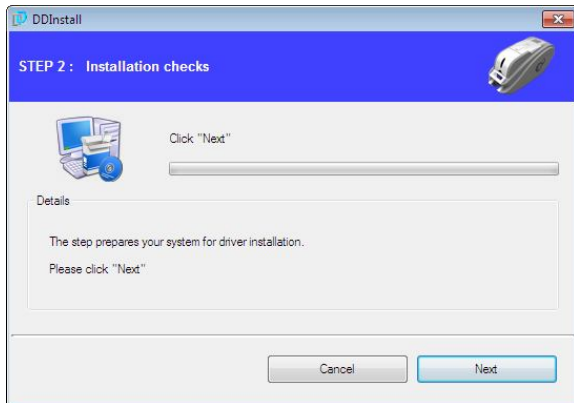 DDInstall
STEP 2 : Installation checks
Click "Next"
Details
The step prepares your system for driver installation.
Please click "Next"
Cancel
Next